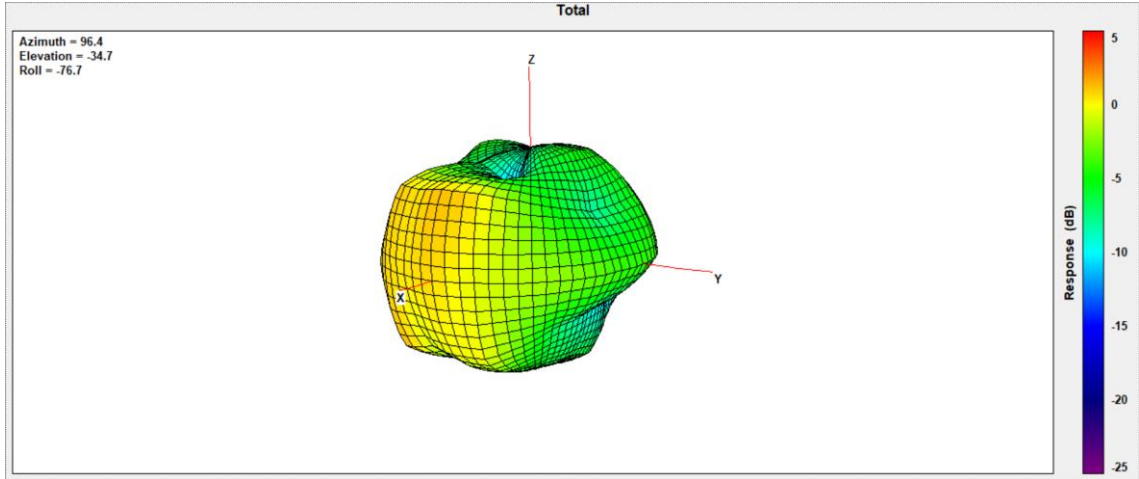 Total
Azimuth = 96.4
Elevation = -34.7
Roll = -76.7
Z
Y
X
5
0
-5
-10
-15
-20
-25
Response (dB)